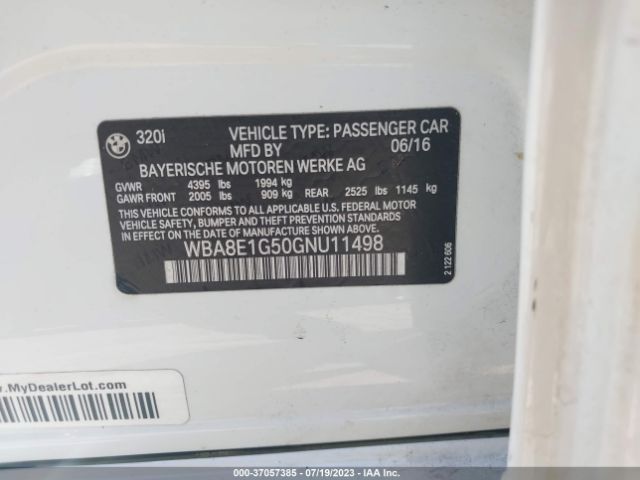 320i VEHICLE TYPE: PASSENGER CAR
MFD BY 06/16
BAYERISCHE MOTOREN WERKE AG
GVWR 4395 lbs 1994 kg
GAWR FRONT 2005 lbs 909 kg REAR 2525 lbs 1145 kg
THIS VEHICLE CONFORMS TO ALL APPLICABLE U.S. FEDERAL MOTOR
VEHICLE SAFETY, BUMPER AND THEFT PREVENTION STANDARDS
IN EFFECT ON THE DATE OF MANUFACTURE SHOWN ABOVE.
WBA8E1G50GNU11498
2 122 606
.MyDealerLot.com
000-37057385 - 07/19/2023 - IAA Inc.